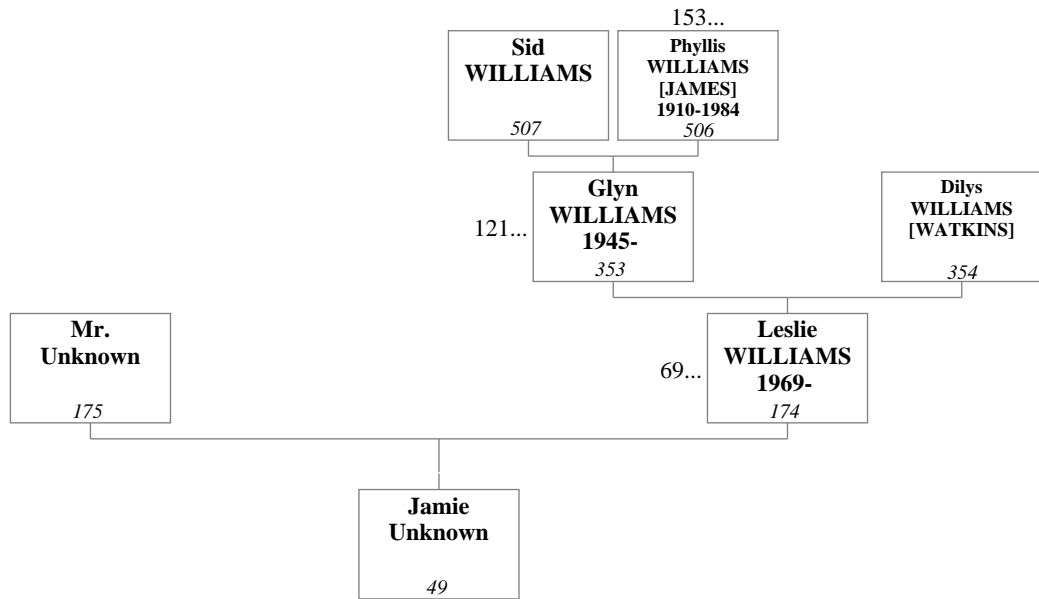 153...
Sid
WILLIAMS
507
Phyllis
WILLIAMS
[JAMES]
1910-1984
506
121...
Glyn
WILLIAMS
1945-
353
Dilys
WILLIAMS
[WATKINS]
354
Mr.
Unknown
175
69...
Leslie
WILLIAMS
1969-
174
Jamie
Unknown
49